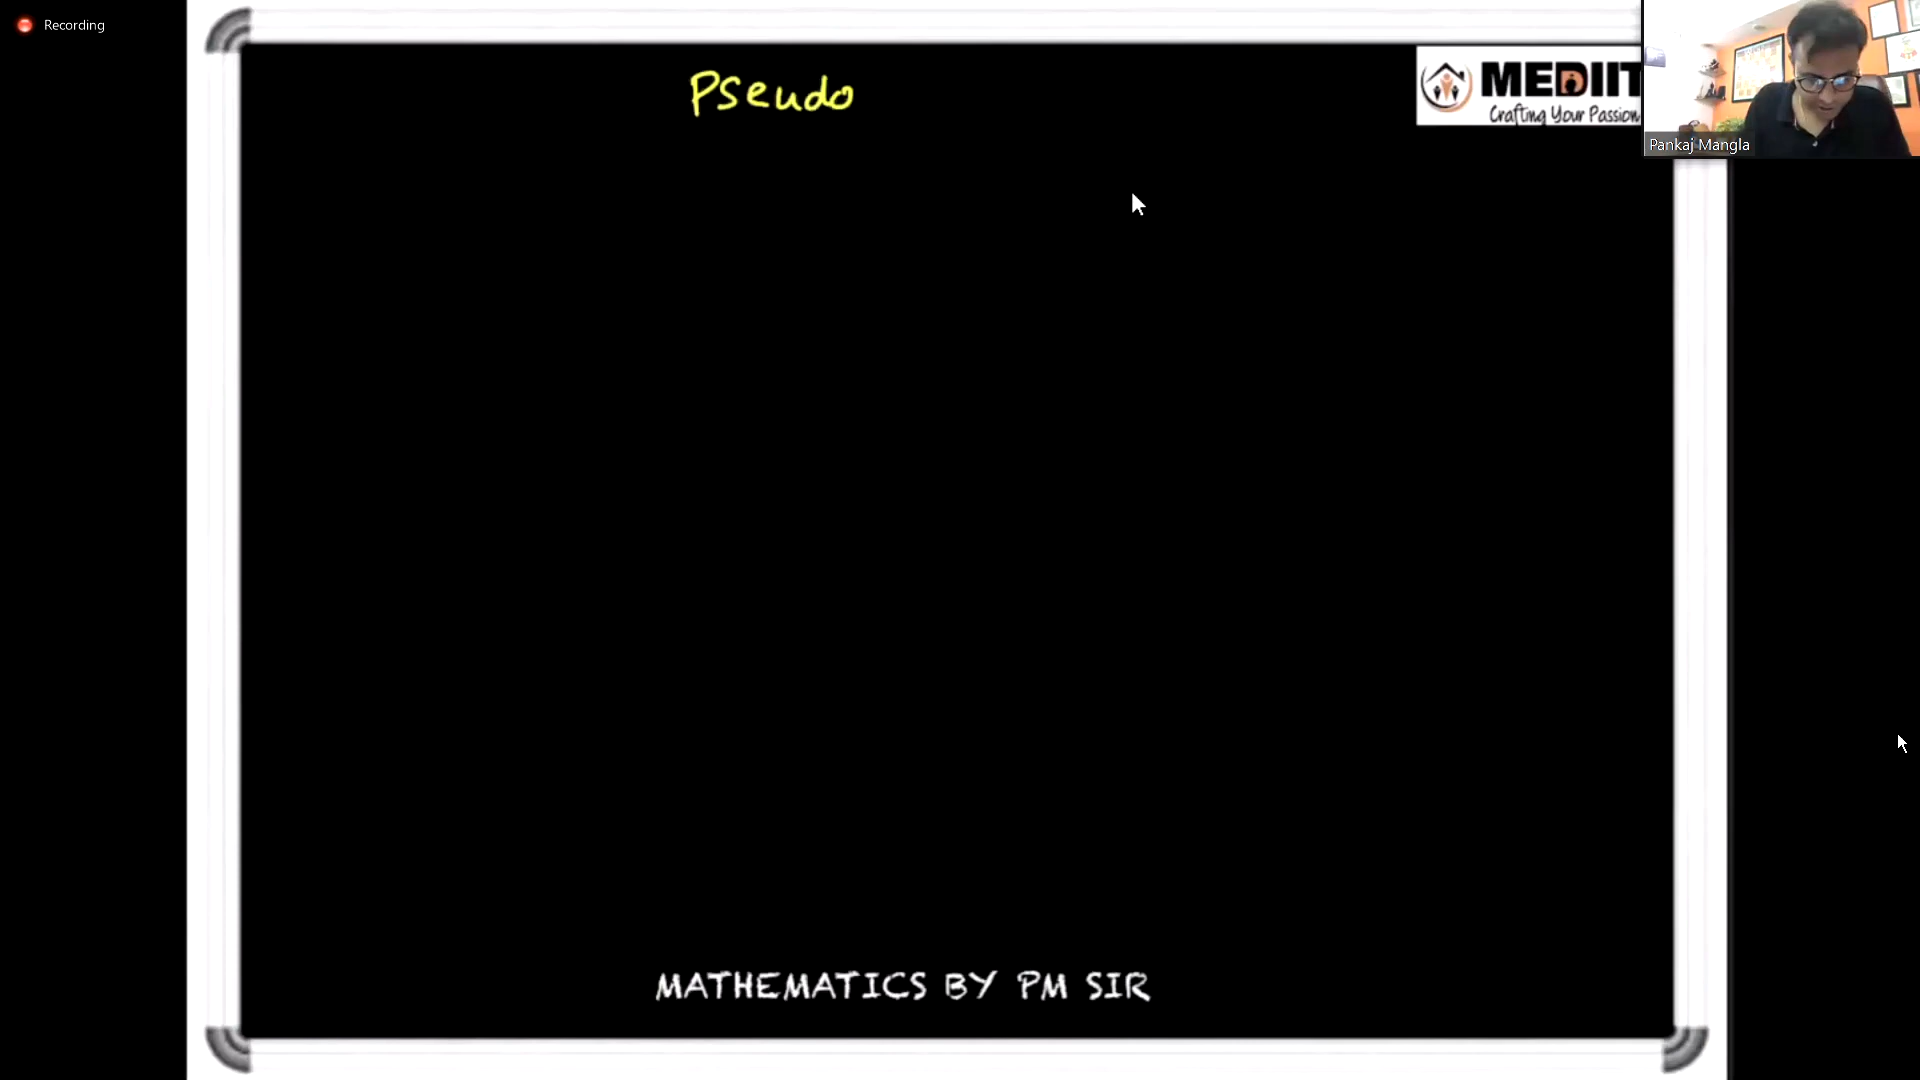 Recording
Pseudo
MEDIIT
Crafting Your Passion
Pankaj Mangla
MATHEMATICS BY PM SIR